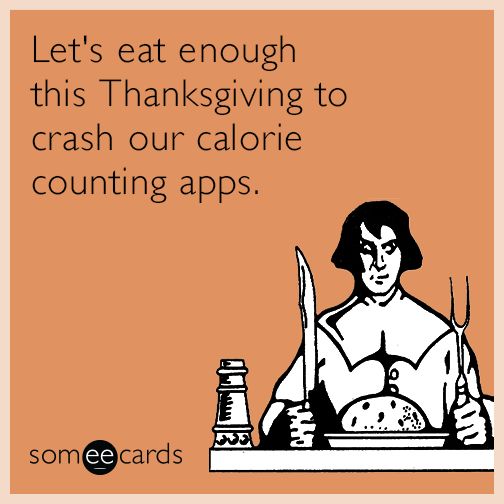 Let's eat enough
this Thanksgiving to
crash our calorie
counting apps.
someecards